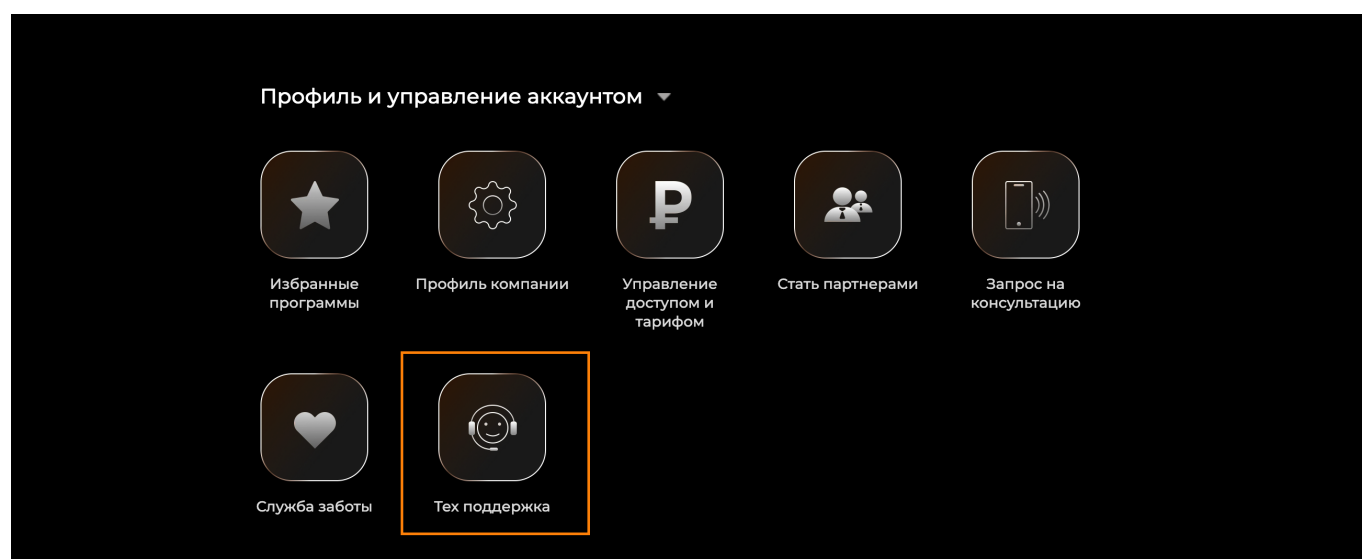 Профиль и управление аккаунтом
Избранные
программы
Профиль компании
Управление
доступом и
тарифом
Стать партнерами
Запрос на
консультацию
Служба заботы
Тех поддержка